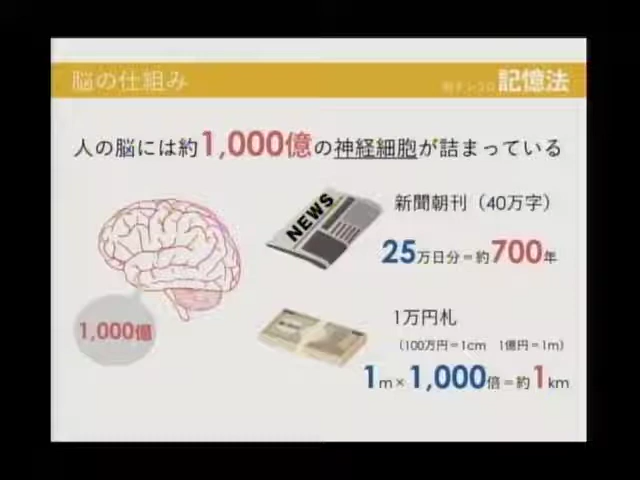 脳の仕組み
記憶法
人の脳には約1,000億の神経細胞が詰まっている
NEWS
新聞朝刊（40万字）
25万日分＝約700年
1,000億
1万円札
（100万円＝1cm　1億円＝1m）
1m×1,000倍＝約1km